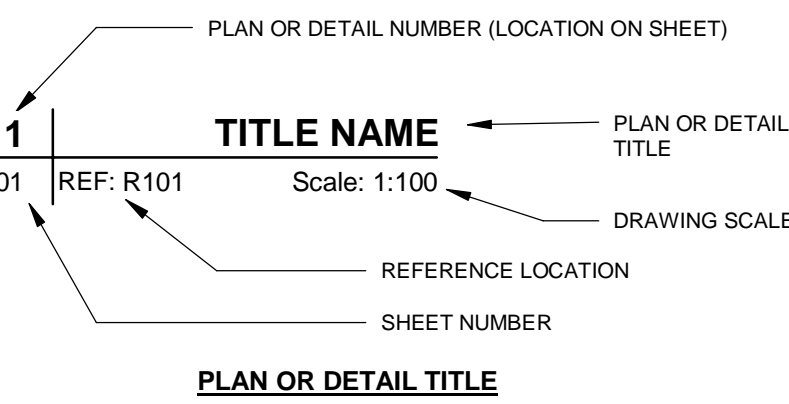 PLAN OR DETAIL NUMBER (LOCATION ON SHEET)
1 TITLE NAME
PLAN OR DETAIL
TITLE
01 REF: R101 Scale: 1:100
DRAWING SCALE
REFERENCE LOCATION
SHEET NUMBER
PLAN OR DETAIL TITLE